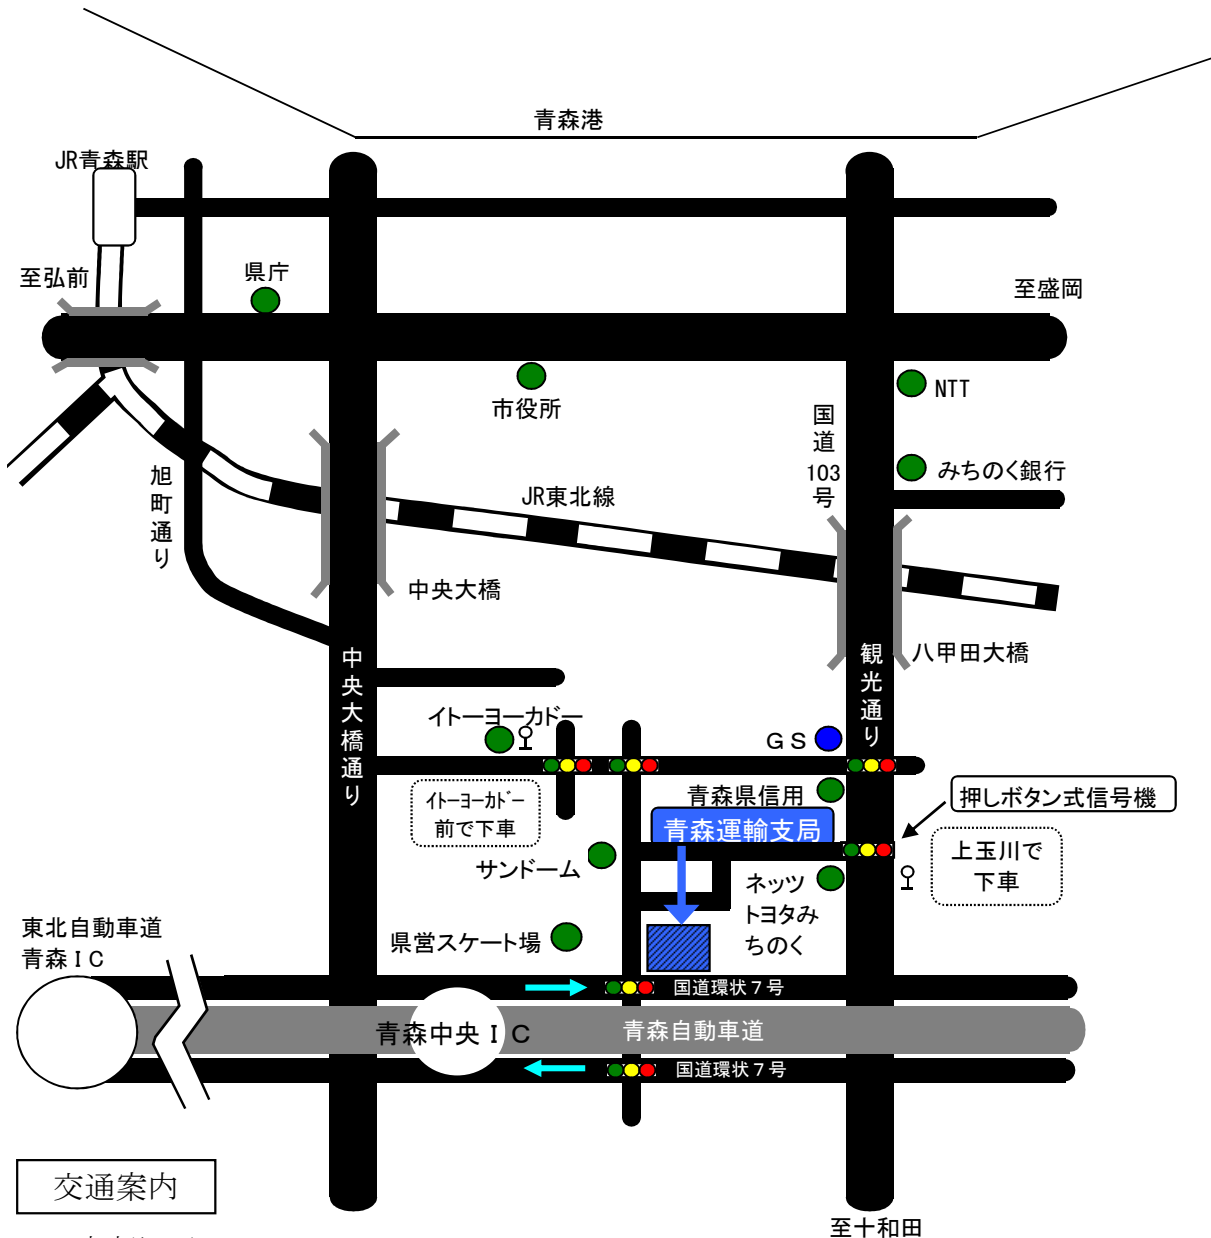 青森港
JR青森駅
至弘前
県庁
至盛岡
市役所
NTT
国道103号
みちのく銀行
旭町通り
JR東北線
中央大橋
八甲田大橋
中央大橋通り
観光通り
イトーヨーカドー
GS
イトーヨーカドー
前で下車
青森県信用
押しボタン式信号機
青森運輸支局
上玉川で
下車
サンドーム
ネッツ
トヨタみ
ちのく
県営スケート場
東北自動車道
青森IC
国道環状7号
青森中央IC
青森自動車道
国道環状7号
交通案内
至十和田